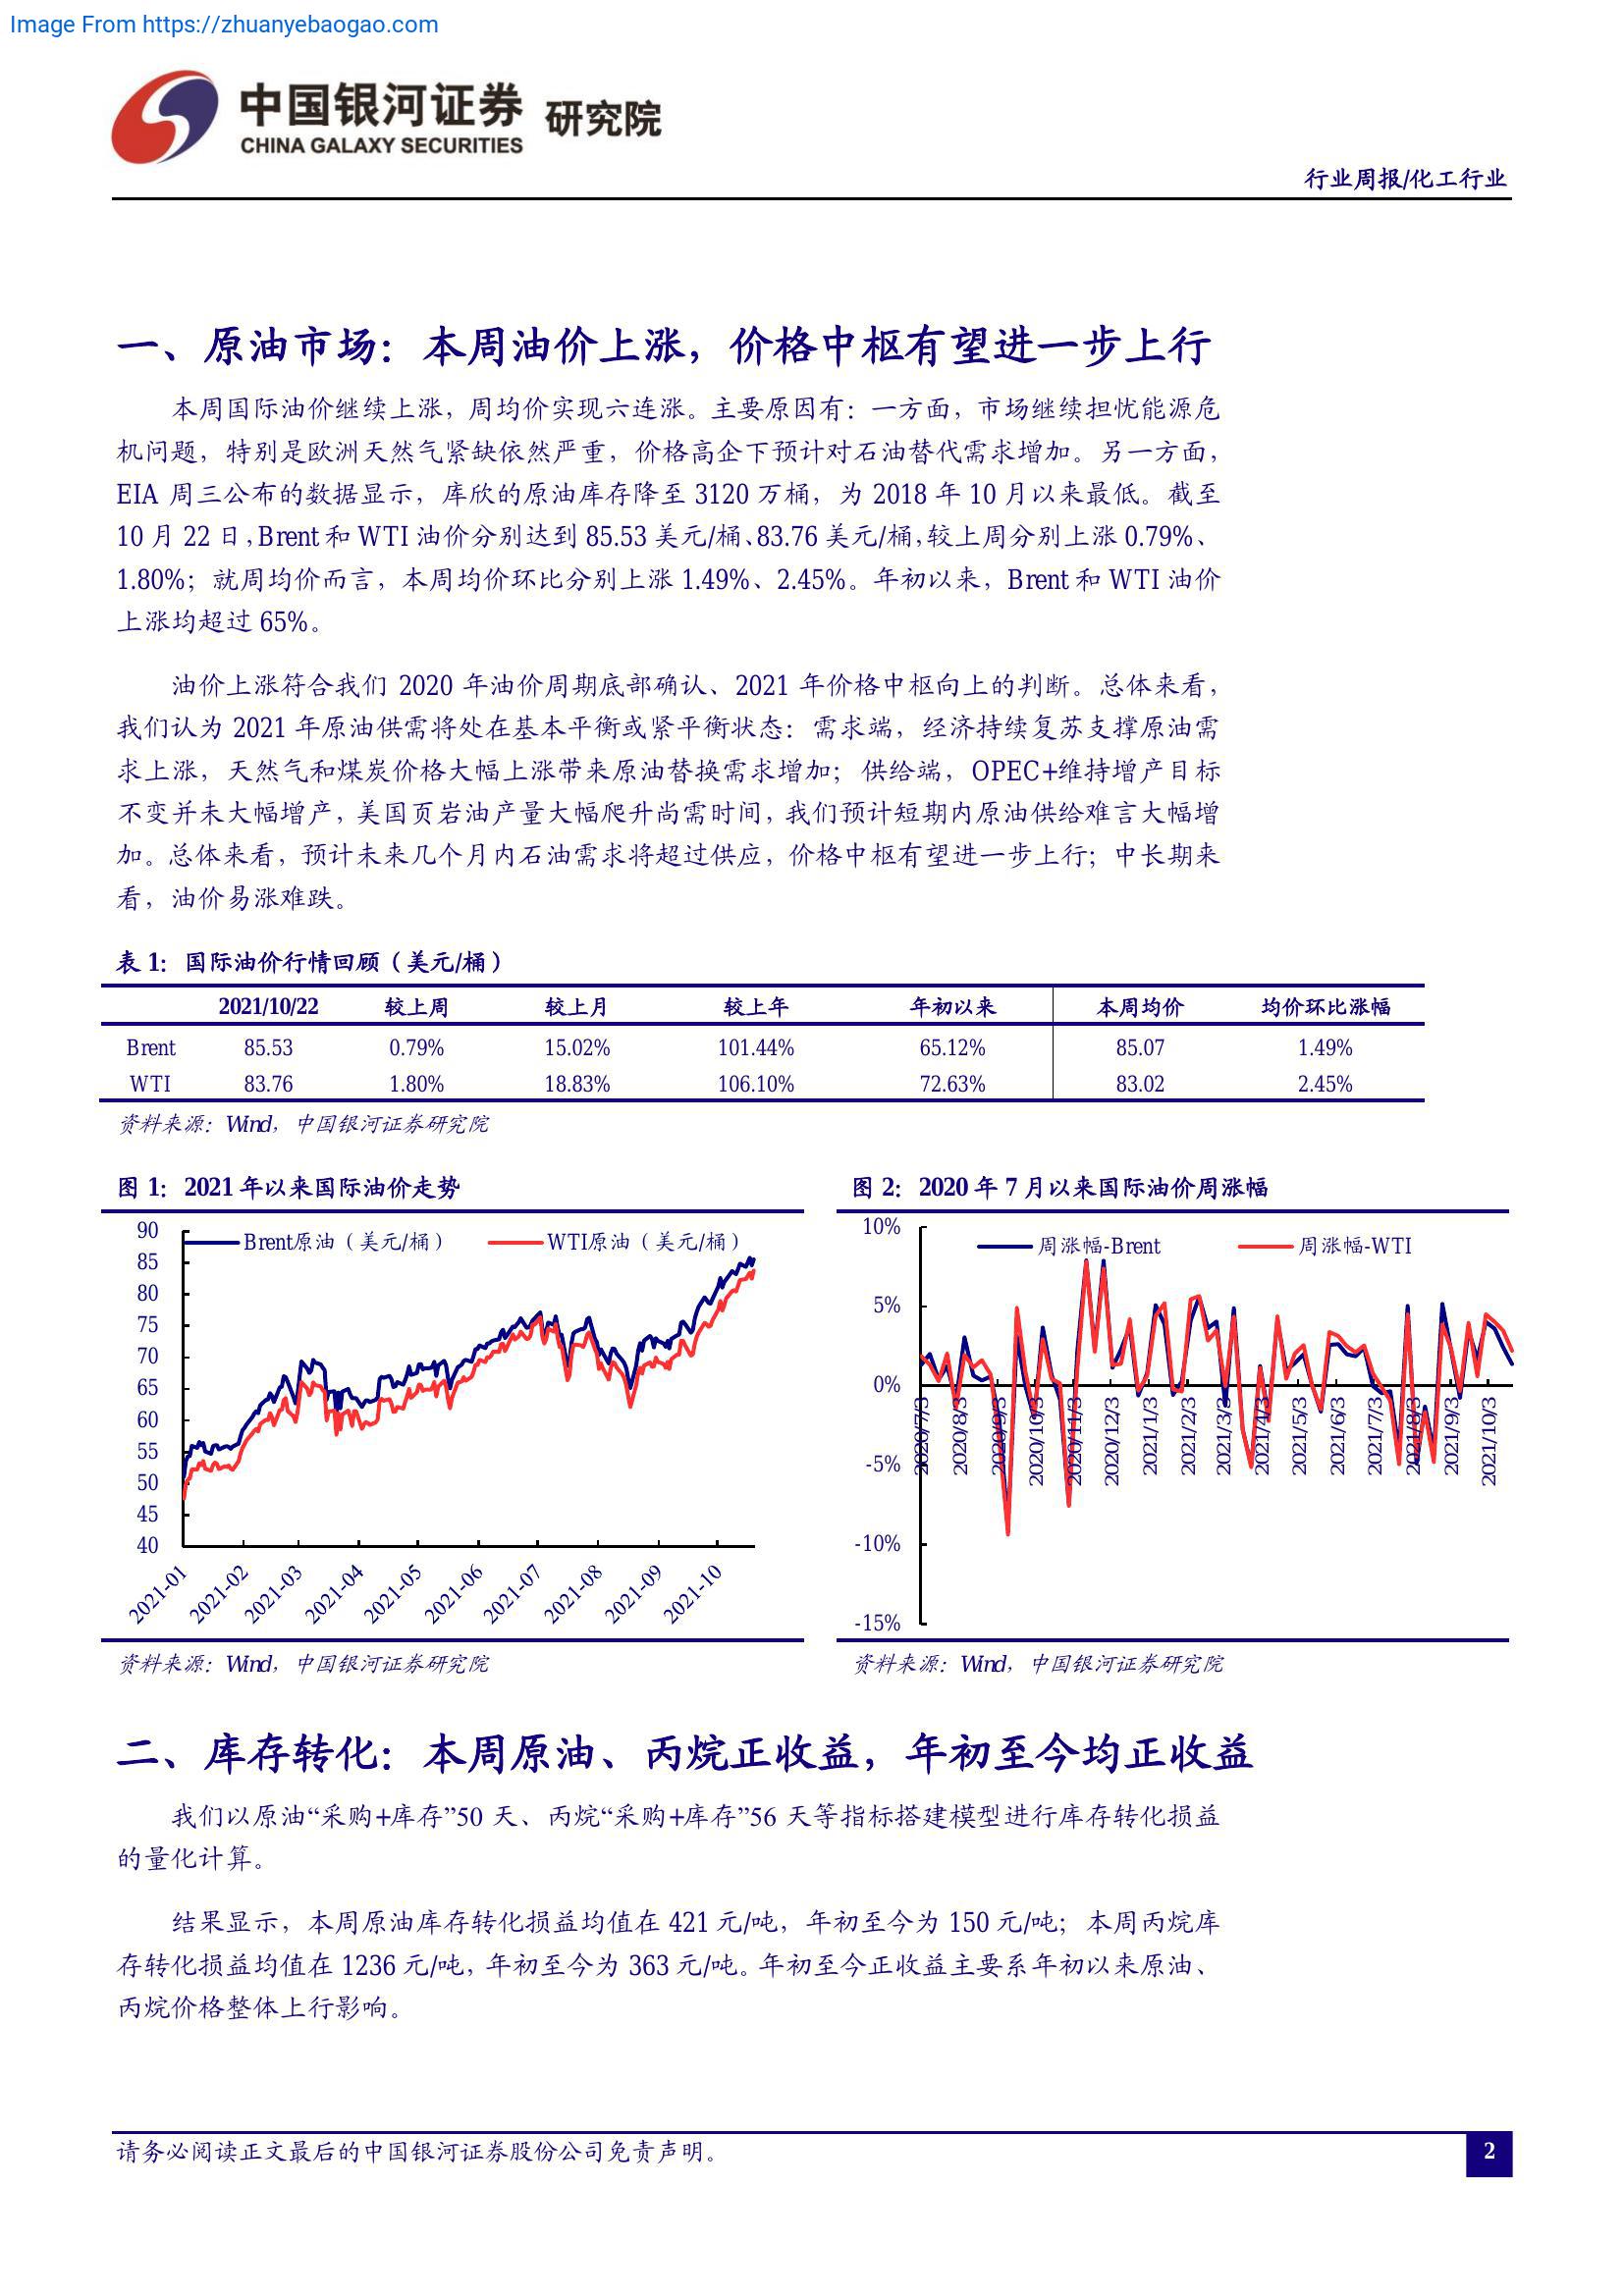 Image From https://zhuanyebaogao.com
中国银河证券 研究院
CHINA GALAXY SECURITIES
行业周报/化工行业
一、原油市场：本周油价上涨，价格中枢有望进一步上行
本周国际油价继续上涨，周均价实现六连涨。主要原因有：一方面，市场继续担忧能源危
机问题，特别是欧洲天然气紧缺依然严重，价格高企下预计对石油替代需求增加。另一方面，
EIA 周三公布的数据显示，库欣的原油库存降至 3120 万桶，为 2018 年 10 月以来最低。截至
10 月 22 日，Brent 和 WTI 油价分别达到 85.53 美元/桶、83.76 美元/桶，较上周分别上涨 0.79%、
1.80%；就周均价而言，本周均价环比分别上涨 1.49%、2.45%。年初以来，Brent 和 WTI 油价
上涨均超过 65%。
油价上涨符合我们 2020 年油价周期底部确认、2021 年价格中枢向上的判断。总体来看，
我们认为 2021 年原油供需将处在基本平衡或紧平衡状态：需求端，经济持续复苏支撑原油需
求上涨，天然气和煤炭价格大幅上涨带来原油替换需求增加；供给端，OPEC+维持增产目标
不变并未大幅增产，美国页岩油产量大幅爬升尚需时间，我们预计短期内原油供给难言大幅增
加。总体来看，预计未来几个月内石油需求将超过供应，价格中枢有望进一步上行；中长期来
看，油价易涨难跌。
表 1：国际油价行情回顾（美元/桶）
2021/10/22 较上周 较上月 较上年 年初以来 本周均价 均价环比涨幅
Brent 85.53 0.79% 15.02% 101.44% 65.12% 85.07 1.49%
WTI 83.76 1.80% 18.83% 106.10% 72.63% 83.02 2.45%
资料来源：Wind，中国银河证券研究院
图 1：2021 年以来国际油价走势
Brent原油（美元/桶） WTI原油（美元/桶）
90
85
80
75
70
65
60
55
50
45
40
2021-01 2021-02 2021-03 2021-04 2021-05 2021-06 2021-07 2021-08 2021-09 2021-10
资料来源：Wind，中国银河证券研究院
图 2：2020 年 7 月以来国际油价周涨幅
周涨幅-Brent 周涨幅-WTI
10%
5%
0%
-5%
-10%
-15%
2020/7/3 2020/8/3 2020/9/3 2020/10/3 2020/11/3 2020/12/3 2021/1/3 2021/2/3 2021/3/3 2021/4/3 2021/5/3 2021/6/3 2021/7/3 2021/8/3 2021/9/3 2021/10/3
资料来源：Wind，中国银河证券研究院
二、库存转化：本周原油、丙烷正收益，年初至今均正收益
我们以原油“采购+库存”50 天、丙烷“采购+库存”56 天等指标搭建模型进行库存转化损益
的量化计算。
结果显示，本周原油库存转化损益均值在 421 元/吨，年初至今为 150 元/吨；本周丙烷库
存转化损益均值在 1236 元/吨，年初至今为 363 元/吨。年初至今正收益主要系年初以来原油、
丙烷价格整体上行影响。
请务必阅读正文最后的中国银河证券股份公司免责声明。
2